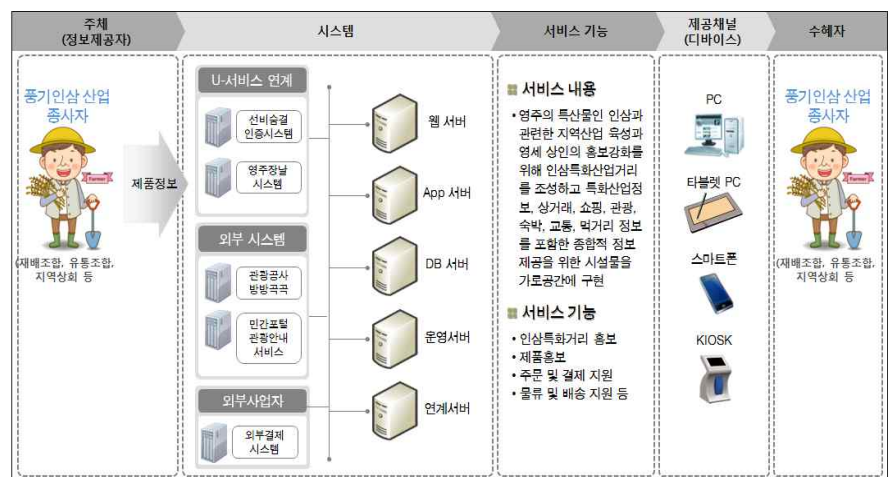 주체
(정보제공자)
시스템
서비스 기능
제공채널
(디바이스)
수혜자
풍기인삼 산업
종사자
Farmer
(재배조합, 유통조합,
지역상회 등
제품정보
U-서비스 연계
선비숨결
인증시스템
영주장날
시스템
외부 시스템
관광공사
방방곡곡
민간포털
관광안내
서비스
외부사업자
외부결제
시스템
웹 서버
App 서버
DB 서버
운영서버
연계서버
서비스 내용
• 영주의 특산물인 인삼과
관련한 지역산업 육성과
영세 상인의 홍보강화를
위해 인삼특화산업거리
를 조성하고 특화산업정
보, 상거래, 쇼핑, 관광,
숙박, 교통, 먹거리 정보
를 포함한 종합적 정보
제공을 위한 시설물을
가로공간에 구현
서비스 기능
• 인삼특화거리 홍보
• 제품홍보
• 주문 및 결제 지원
• 물류 및 배송 지원 등
PC
타블렛 PC
스마트폰
KIOSK
풍기인삼 산업
종사자
Farmer
(재배조합, 유통조합,
지역상회 등